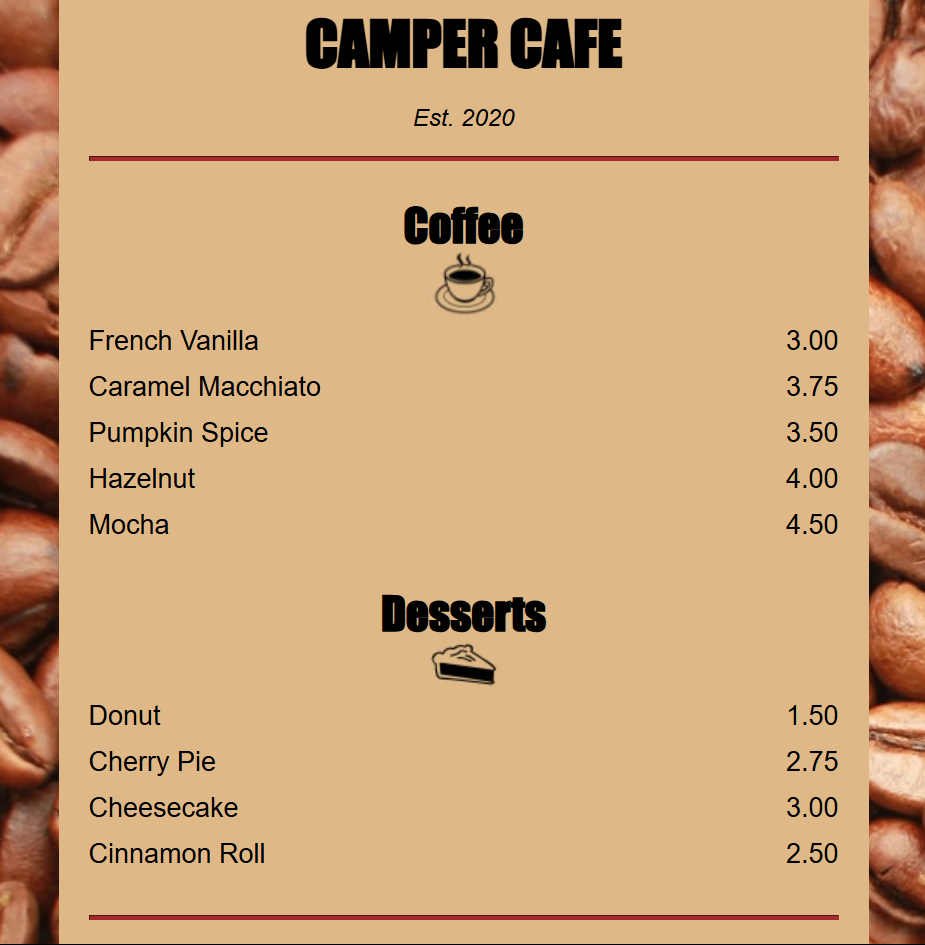 CAMPER CAFE
Est. 2020
Coffee
French Vanilla 3.00
Caramel Macchiato 3.75
Pumpkin Spice 3.50
Hazelnut 4.00
Mocha 4.50
Desserts
Donut 1.50
Cherry Pie 2.75
Cheesecake 3.00
Cinnamon Roll 2.50